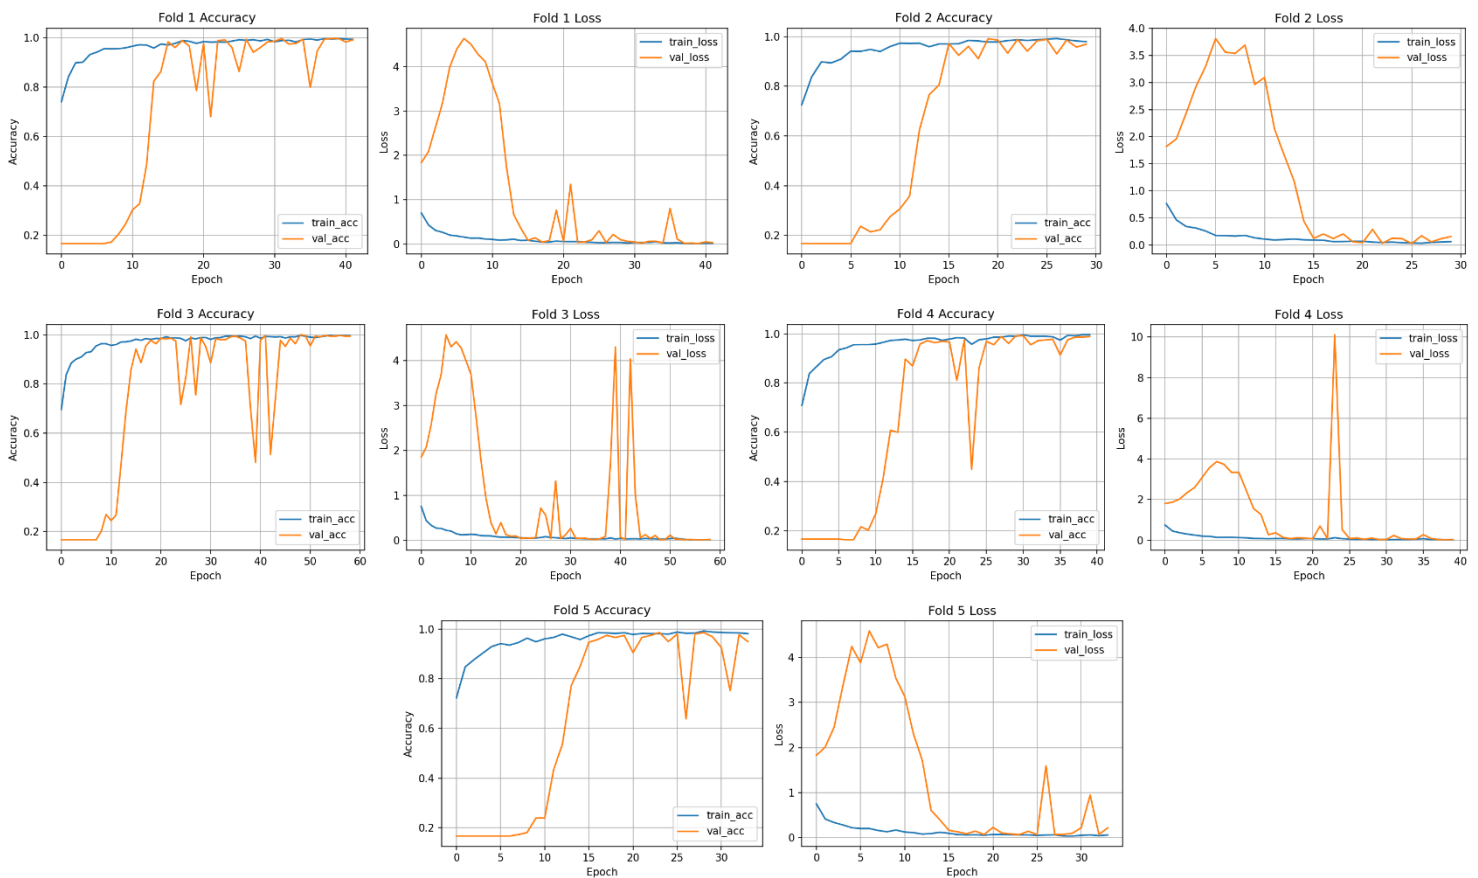 Fold 1 Accuracy
1.0
0.8
0.6
0.4
0.2
Accuracy
train_acc
val_acc
0 10 20 30 40
Epoch
Fold 1 Loss
train_loss
val_loss
4
3
2
1
0
Loss
0 10 20 30 40
Epoch
Fold 2 Accuracy
1.0
0.8
0.6
0.4
0.2
Accuracy
train_acc
val_acc
0 5 10 15 20 25 30
Epoch
Fold 2 Loss
train_loss
val_loss
4.0
3.5
3.0
2.5
2.0
1.5
1.0
0.5
0.0
Loss
0 5 10 15 20 25 30
Epoch
Fold 3 Accuracy
1.0
0.8
0.6
0.4
0.2
Accuracy
train_acc
val_acc
0 10 20 30 40 50 60
Epoch
Fold 3 Loss
train_loss
val_loss
4
3
2
1
0
Loss
0 10 20 30 40 50 60
Epoch
Fold 4 Accuracy
1.0
0.8
0.6
0.4
0.2
Accuracy
train_acc
val_acc
0 5 10 15 20 25 30 35 40
Epoch
Fold 4 Loss
train_loss
val_loss
10
8
6
4
2
0
Loss
0 5 10 15 20 25 30 35 40
Epoch
Fold 5 Accuracy
1.0
0.8
0.6
0.4
0.2
Accuracy
train_acc
val_acc
0 5 10 15 20 25 30
Epoch
Fold 5 Loss
train_loss
val_loss
4
3
2
1
0
Loss
0 5 10 15 20 25 30
Epoch